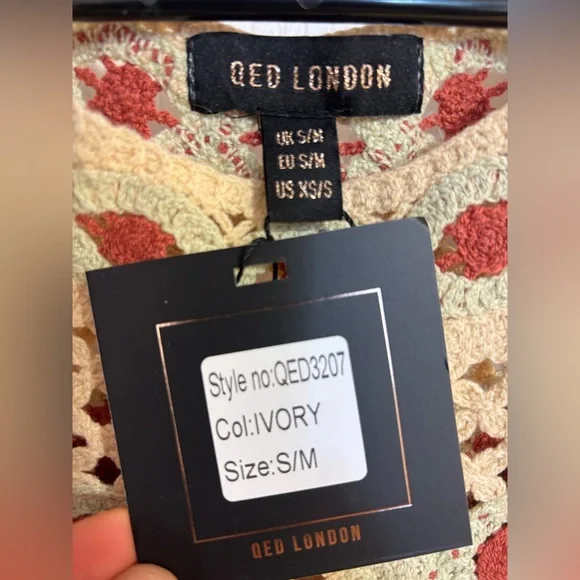 QED LONDON
UK S/M
EU S/M
US XS/S
Style no:QED3207
Col:IVORY
Size:S/M
QED LONDON